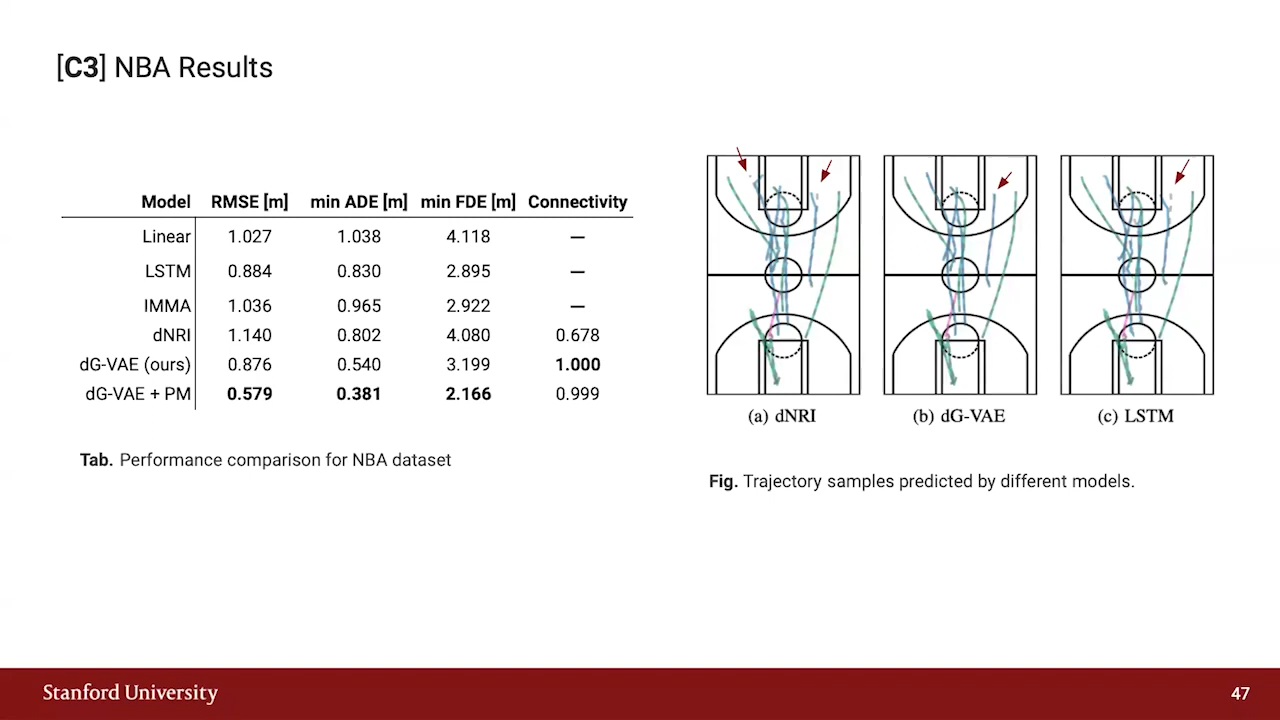 [C3] NBA Results
Model RMSE [m] min ADE [m] min FDE [m] Connectivity
Linear 1.027 1.038 4.118 —
LSTM 0.884 0.830 2.895 —
IMMA 1.036 0.965 2.922 —
dNRI 1.140 0.802 4.080 0.678
dG-VAE (ours) 0.876 0.540 3.199 1.000
dG-VAE + PM 0.579 0.381 2.166 0.999
Tab. Performance comparison for NBA dataset
(a) dNRI (b) dG-VAE (c) LSTM
Fig. Trajectory samples predicted by different models.
Stanford University
47